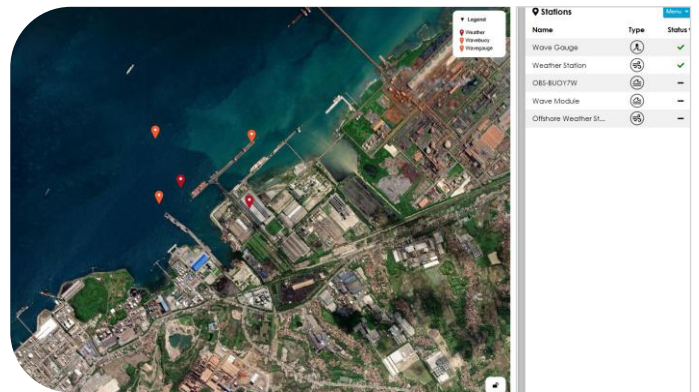 ▼ Legend
Weather
Wavebuoy
Wavegauge
Stations
Menu
Name Type Status
Wave Gauge
Weather Station
OBS-BUOY7W
Wave Module
Offshore Weather St...